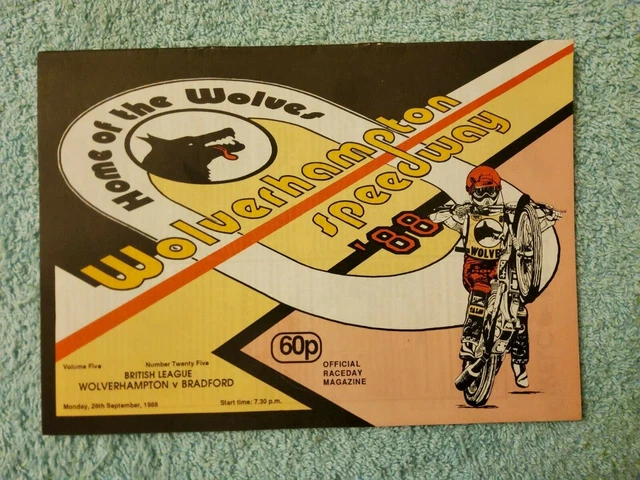 Home of the Wolves
Wolverhampton
Speedway
'88
Volume Five
Number Twenty Five
BRITISH LEAGUE
WOLVERHAMPTON v BRADFORD
Monday, 26th September, 1988
Start time: 7.30 p.m.
60p
OFFICIAL
RACEDAY
MAGAZINE
WOLVE